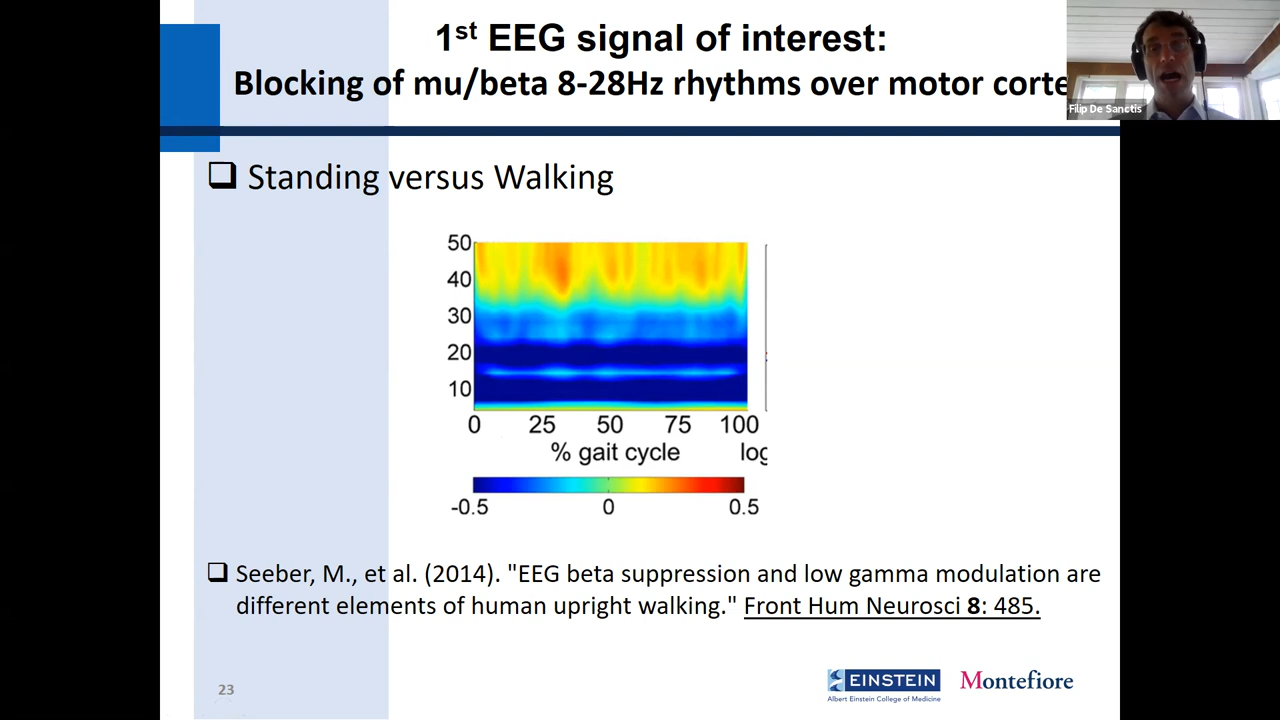 1st EEG signal of interest:
Blocking of mu/beta 8-28Hz rhythms over motor corte
Filip De Sanctis
❑ Standing versus Walking
50
40
30
20
10
0 25 50 75 100
% gait cycle log
-0.5 0 0.5
❑ Seeber, M., et al. (2014). "EEG beta suppression and low gamma modulation are
different elements of human upright walking." Front Hum Neurosci 8: 485.
23
EINSTEIN
Albert Einstein College of Medicine
Montefiore